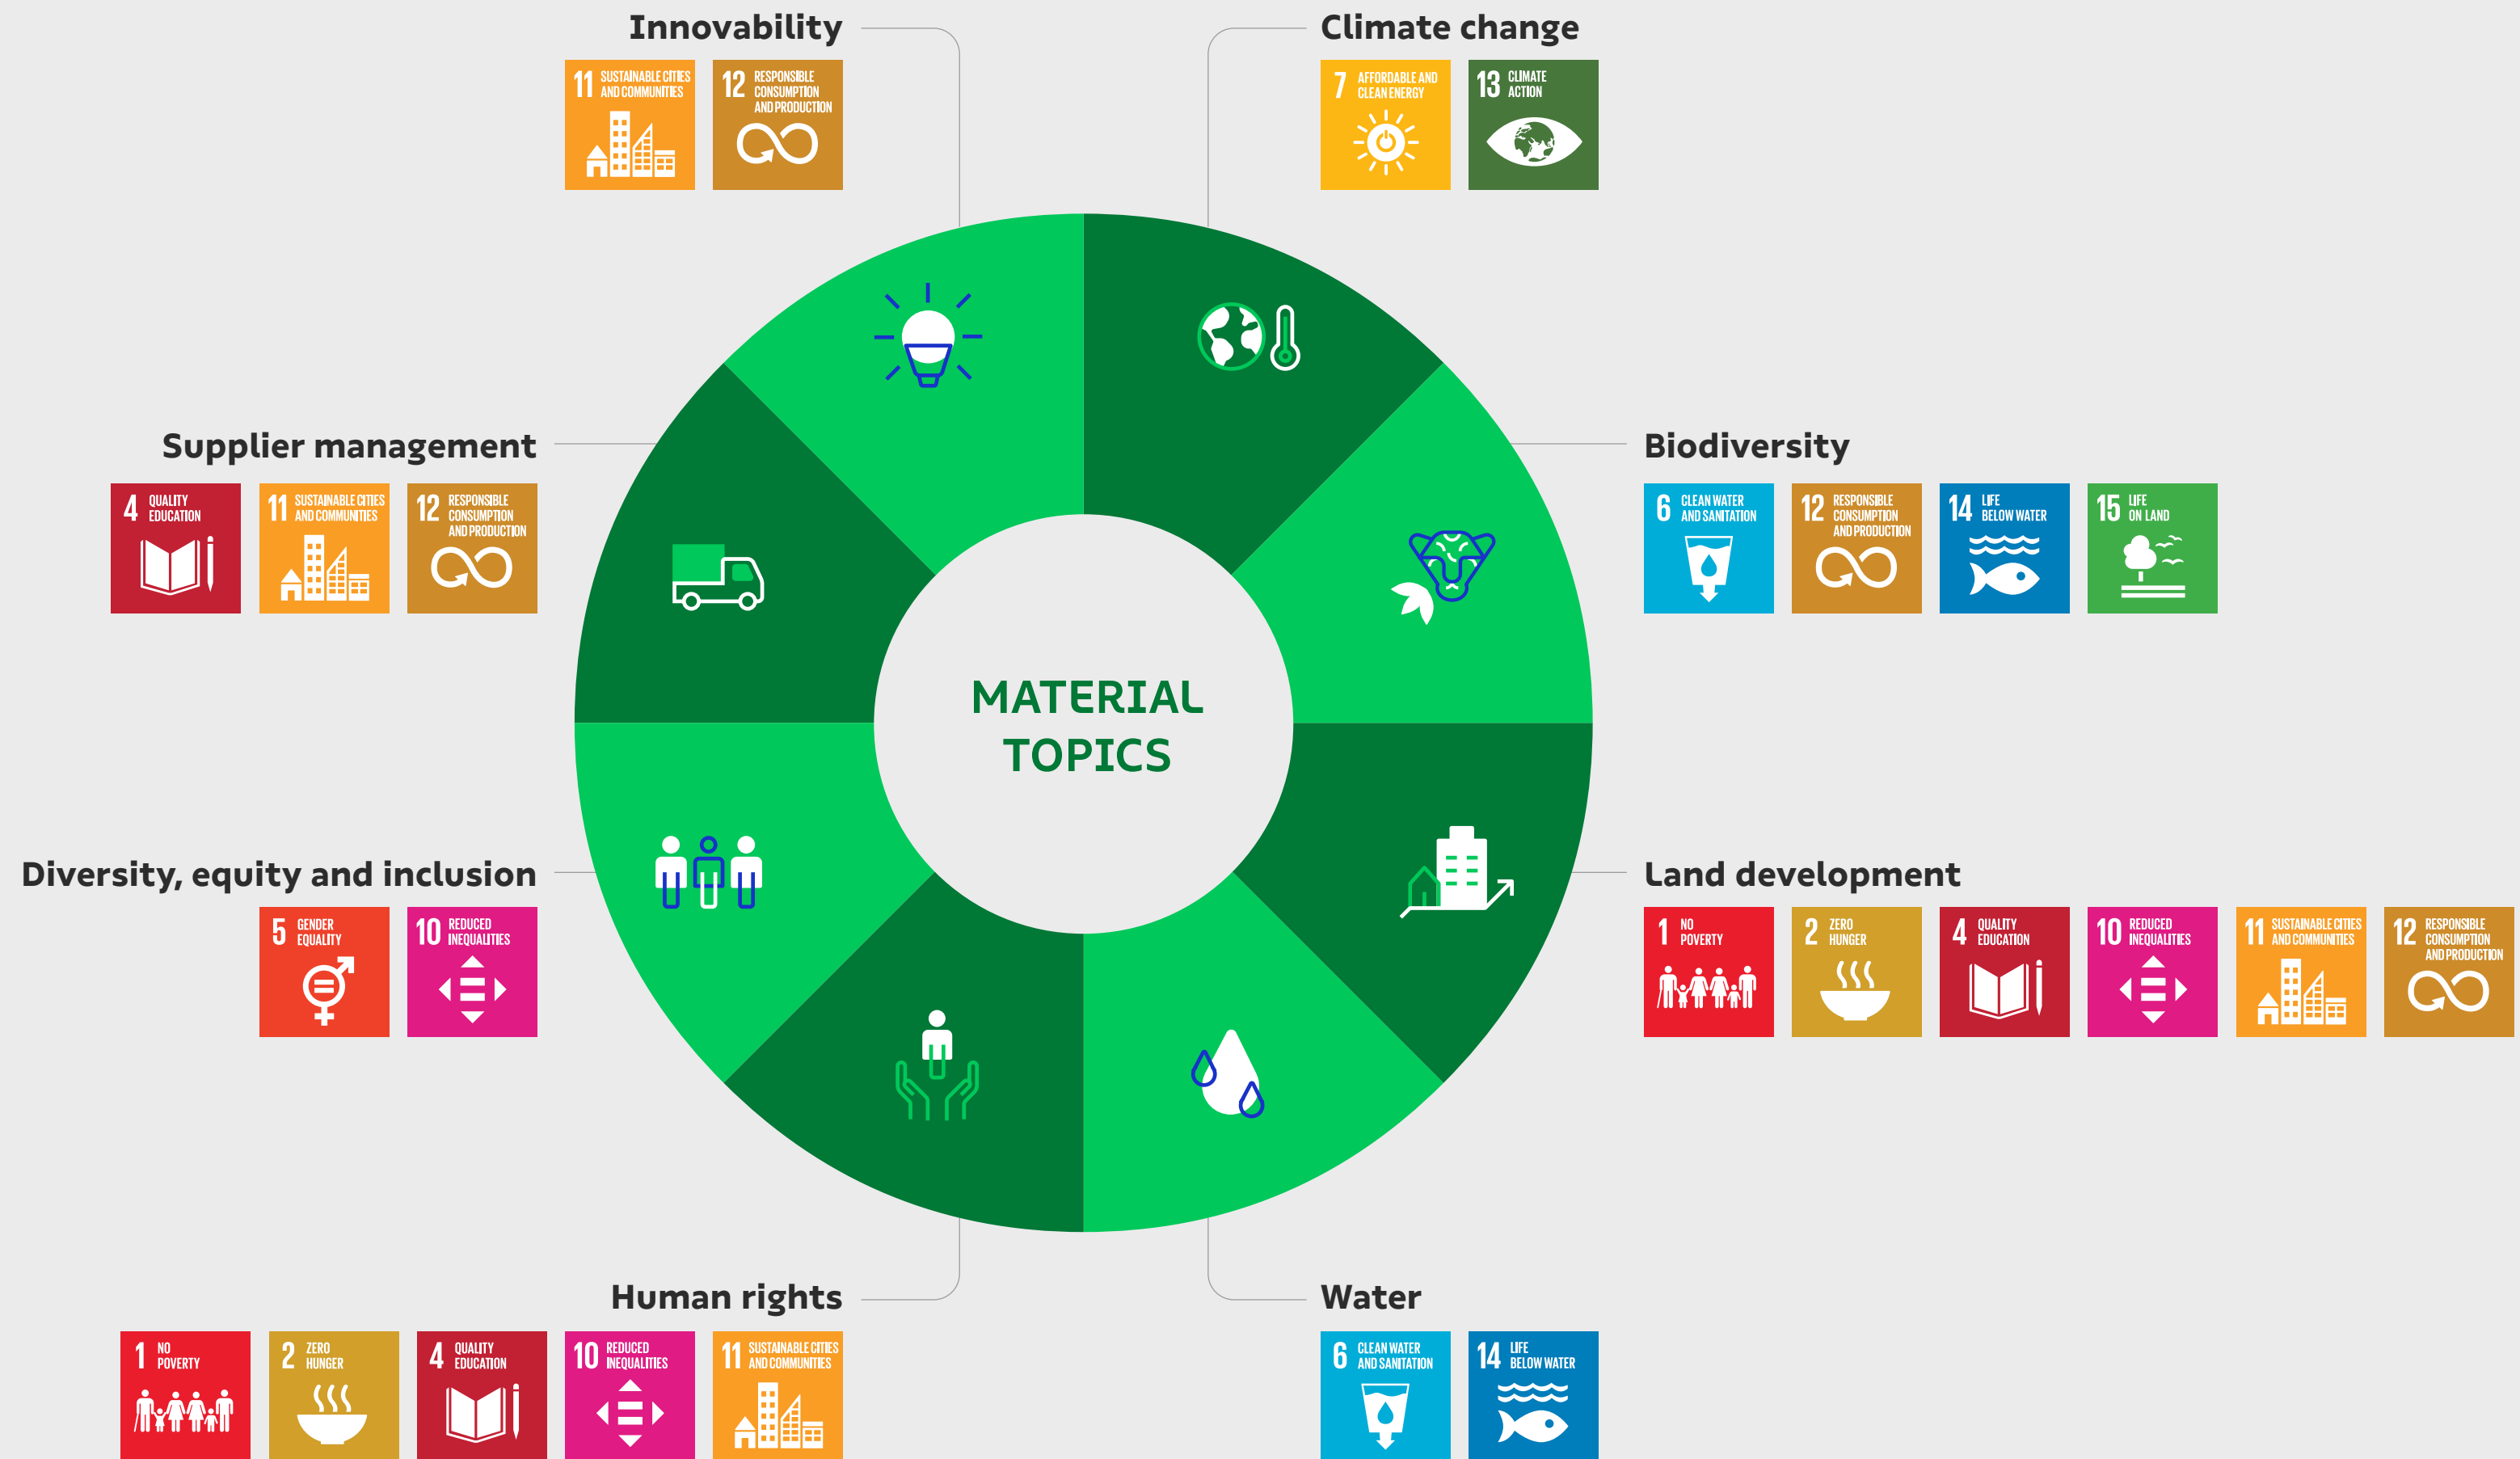 Innovability
11 SUSTAINABLE CITIES
AND COMMUNITIES
12 RESPONSIBLE
CONSUMPTION
AND PRODUCTION
Climate change
7 AFFORDABLE AND
CLEAN ENERGY
13 CLIMATE
ACTION
Supplier management
4 QUALITY
EDUCATION
11 SUSTAINABLE CITIES
AND COMMUNITIES
12 RESPONSIBLE
CONSUMPTION
AND PRODUCTION
Biodiversity
6 CLEAN WATER
AND SANITATION
12 RESPONSIBLE
CONSUMPTION
AND PRODUCTION
14 LIFE
BELOW WATER
15 LIFE
ON LAND
MATERIAL
TOPICS
Diversity, equity and inclusion
5 GENDER
EQUALITY
10 REDUCED
INEQUALITIES
Land development
1 NO
POVERTY
2 ZERO
HUNGER
4 QUALITY
EDUCATION
10 REDUCED
INEQUALITIES
11 SUSTAINABLE CITIES
AND COMMUNITIES
12 RESPONSIBLE
CONSUMPTION
AND PRODUCTION
Human rights
1 NO
POVERTY
2 ZERO
HUNGER
4 QUALITY
EDUCATION
10 REDUCED
INEQUALITIES
11 SUSTAINABLE CITIES
AND COMMUNITIES
Water
6 CLEAN WATER
AND SANITATION
14 LIFE
BELOW WATER